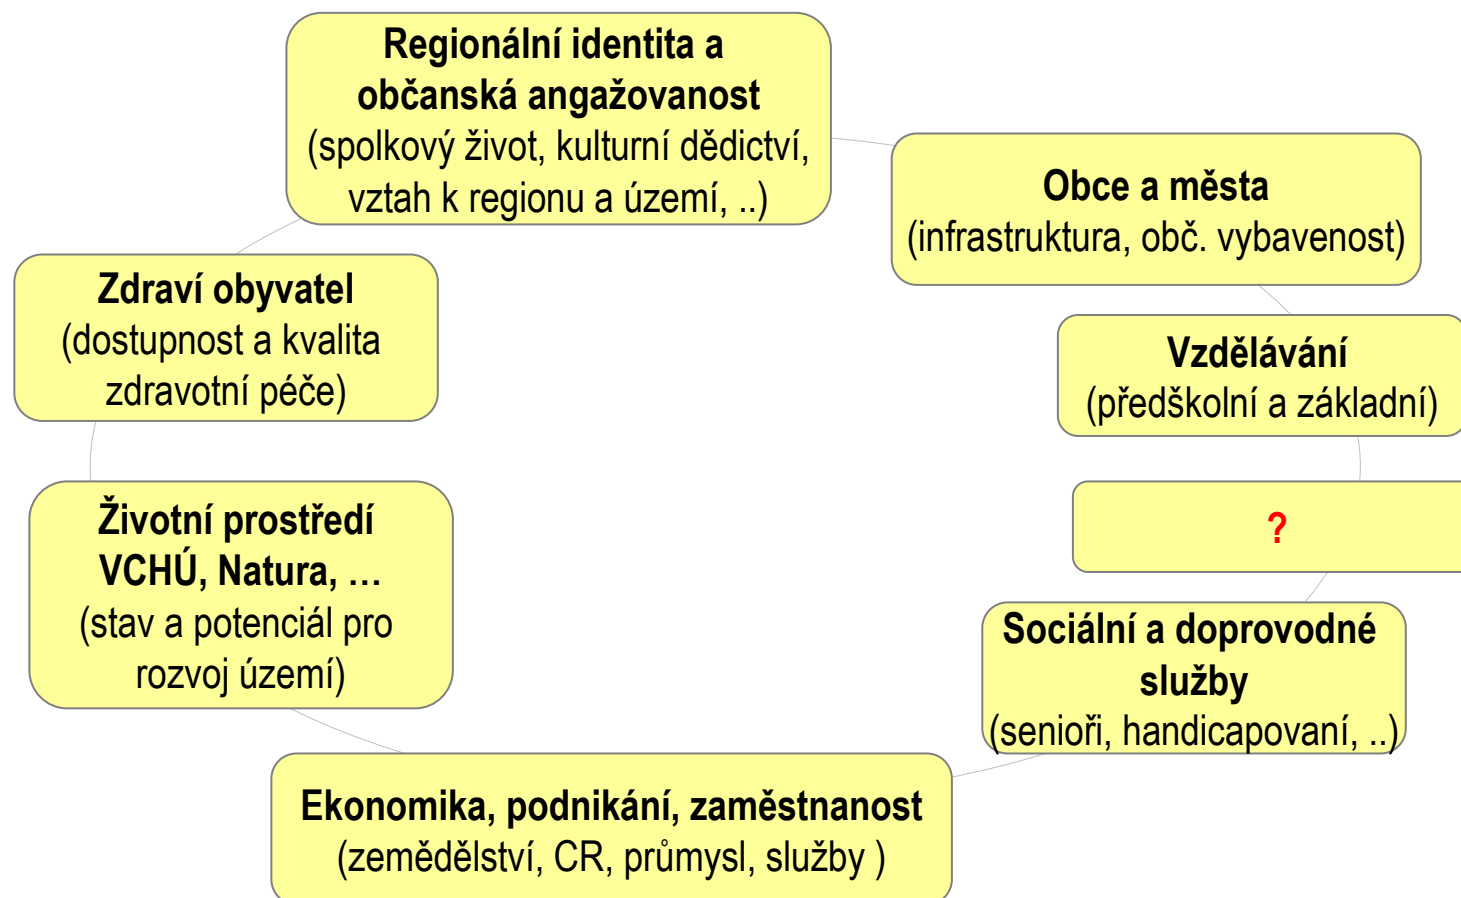 Regionální identita a
občanská angažovanost
(spolkový život, kulturní dědictví,
vztah k regionu a území, ..)
Obce a města
(infrastruktura, obč. vybavenost)
Zdraví obyvatel
(dostupnost a kvalita
zdravotní péče)
Vzdělávání
(předškolní a základní)
?
Životní prostředí
VCHÚ, Natura, …
(stav a potenciál pro
rozvoj území)
Sociální a doprovodné
služby
(senioři, handicapovaní, ..)
Ekonomika, podnikání, zaměstnanost
(zemědělství, CR, průmysl, služby )